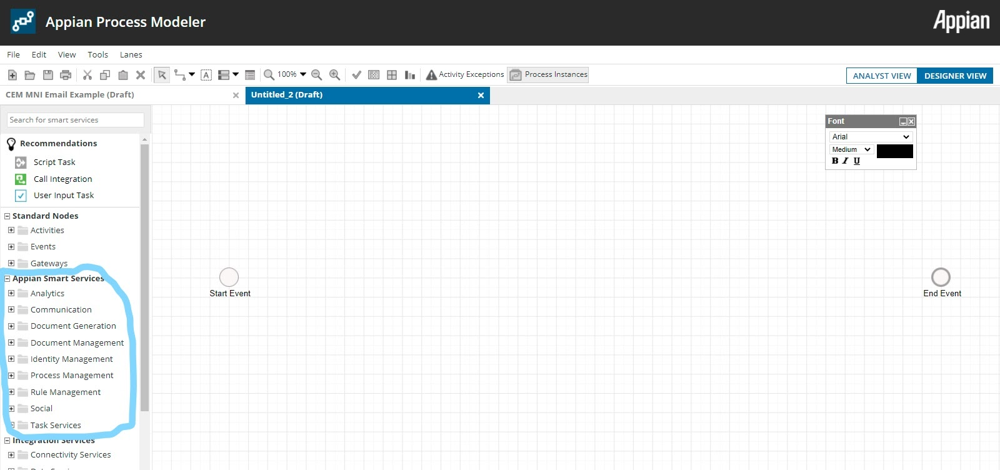 Appian Process Modeler
Appian
File Edit View Tools Lanes
A 100% Activity Exceptions Process Instances
ANALYST VIEW DESIGNER VIEW
CEM MNI Email Example (Draft) Untitled_2 (Draft)
Search for smart services
Recommendations
Script Task
Call Integration
User Input Task
Standard Nodes
Activities
Events
Gateways
Appian Smart Services
Analytics
Communication
Document Generation
Document Management
Identity Management
Process Management
Rule Management
Social
Task Services
Integration Services
Connectivity Services
Start Event
End Event
Font
Arial
Medium
B I U